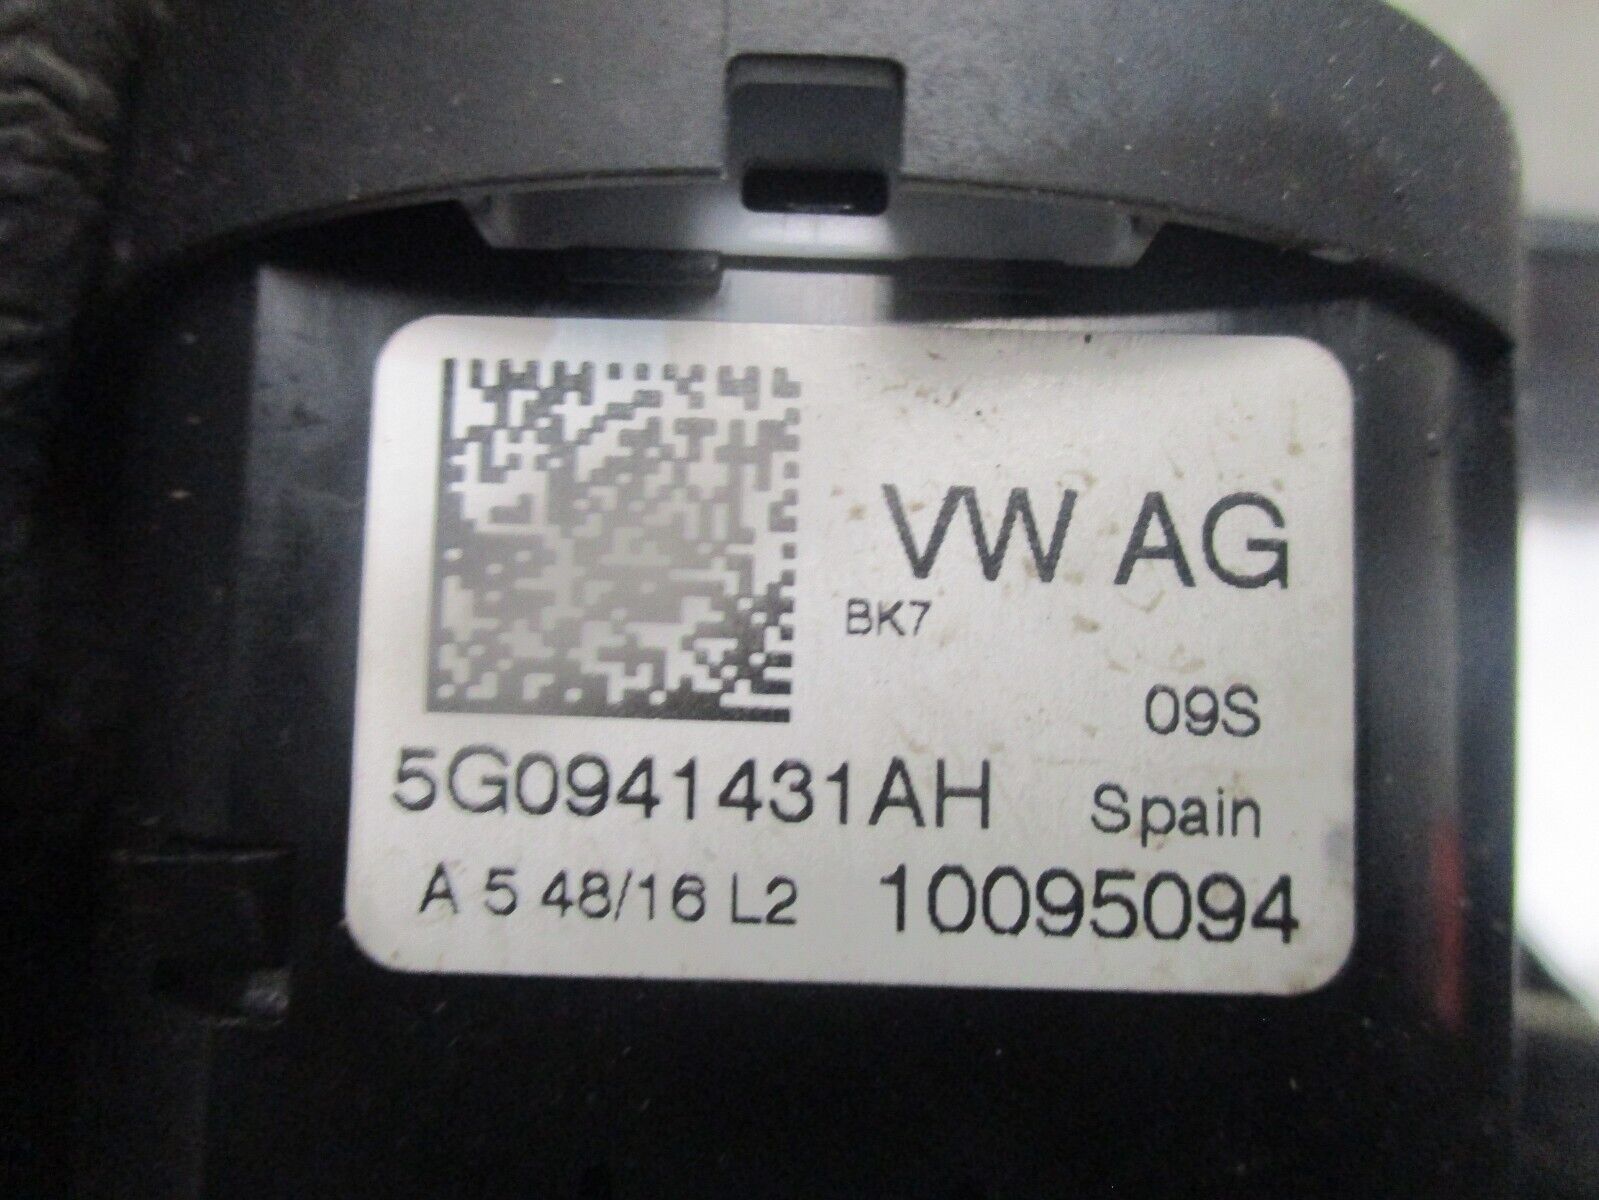 VW AG
BK7
09S
5G0941431AH Spain
A 5 48/16 L2 10095094